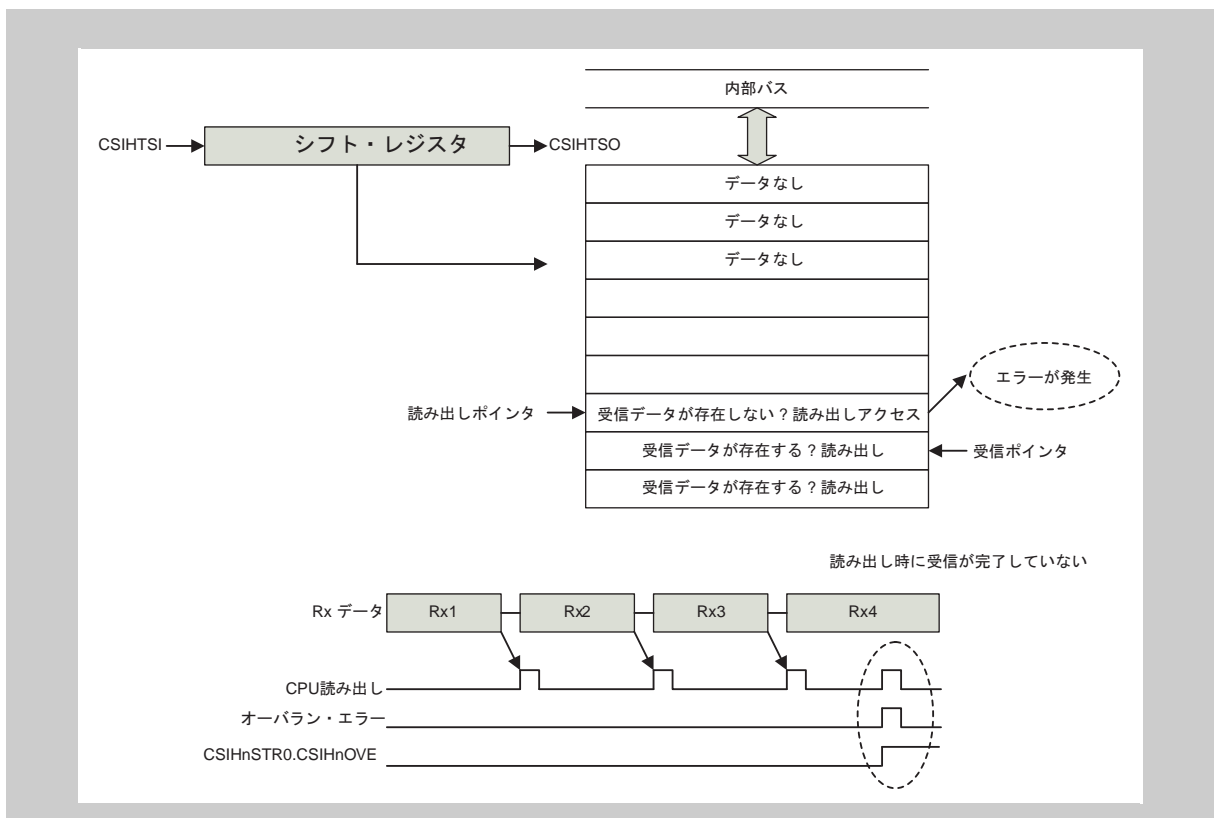 内部バス
CSIHTSI
シフト・レジスタ
CSIHTSO
データなし
データなし
データなし
エラーが発生
読み出しポインタ
受信データが存在しない？読み出しアクセス
受信データが存在する？読み出し
受信ポインタ
受信データが存在する？読み出し
読み出し時に受信が完了していない
Rx データ
Rx1
Rx2
Rx3
Rx4
CPU読み出し
オーバラン・エラー
CSIHnSTR0.CSIHnOVE